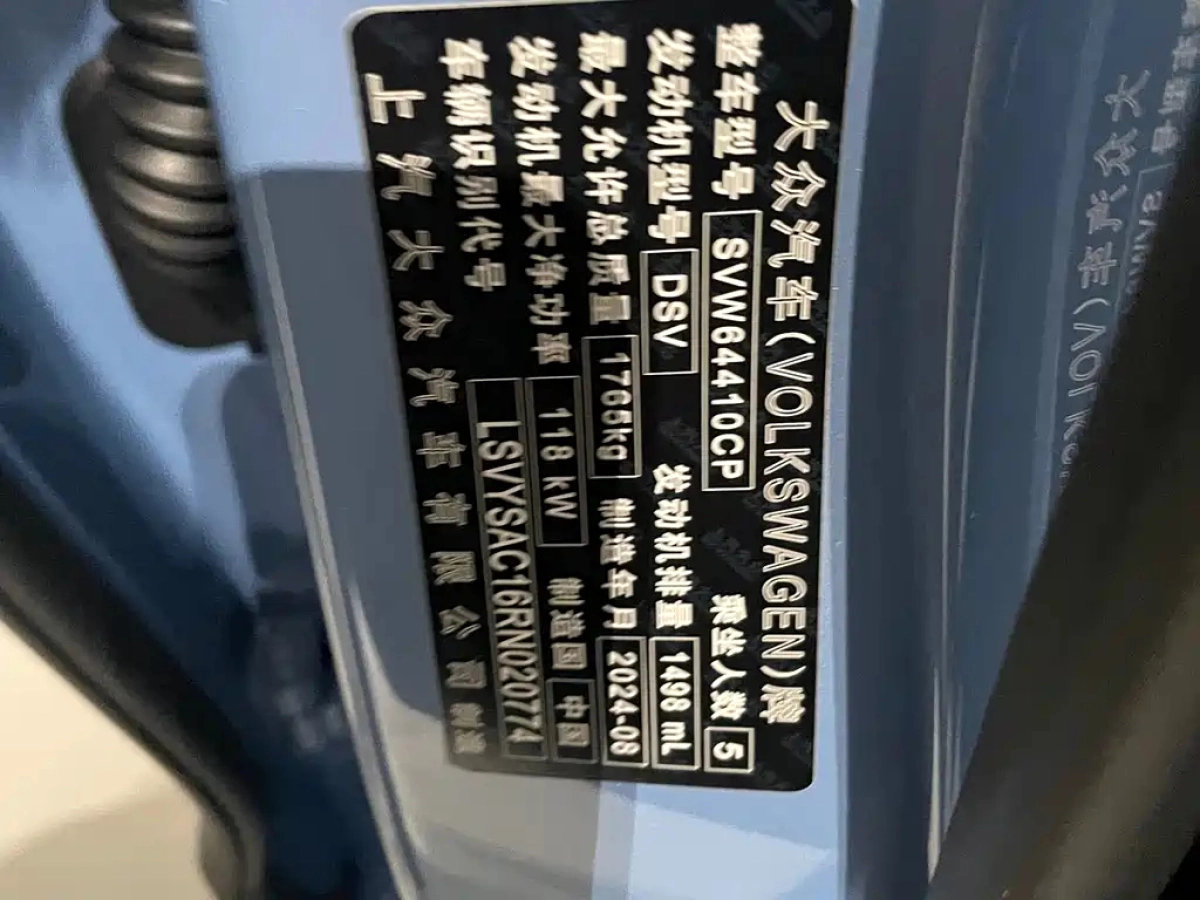 大众汽车(VOLKSWAGEN)牌
整车型号 SVW64410CP 乘坐人数 5
发动机型号 DSV 发动机排量 1498 mL
最大允许总质量 1765kg 制造年月 2024-08
发动机最大净功率 118 kW 制造国 中国
车辆识别代号 LSVYSAC16RN020774
上汽大众汽车有限公司制造